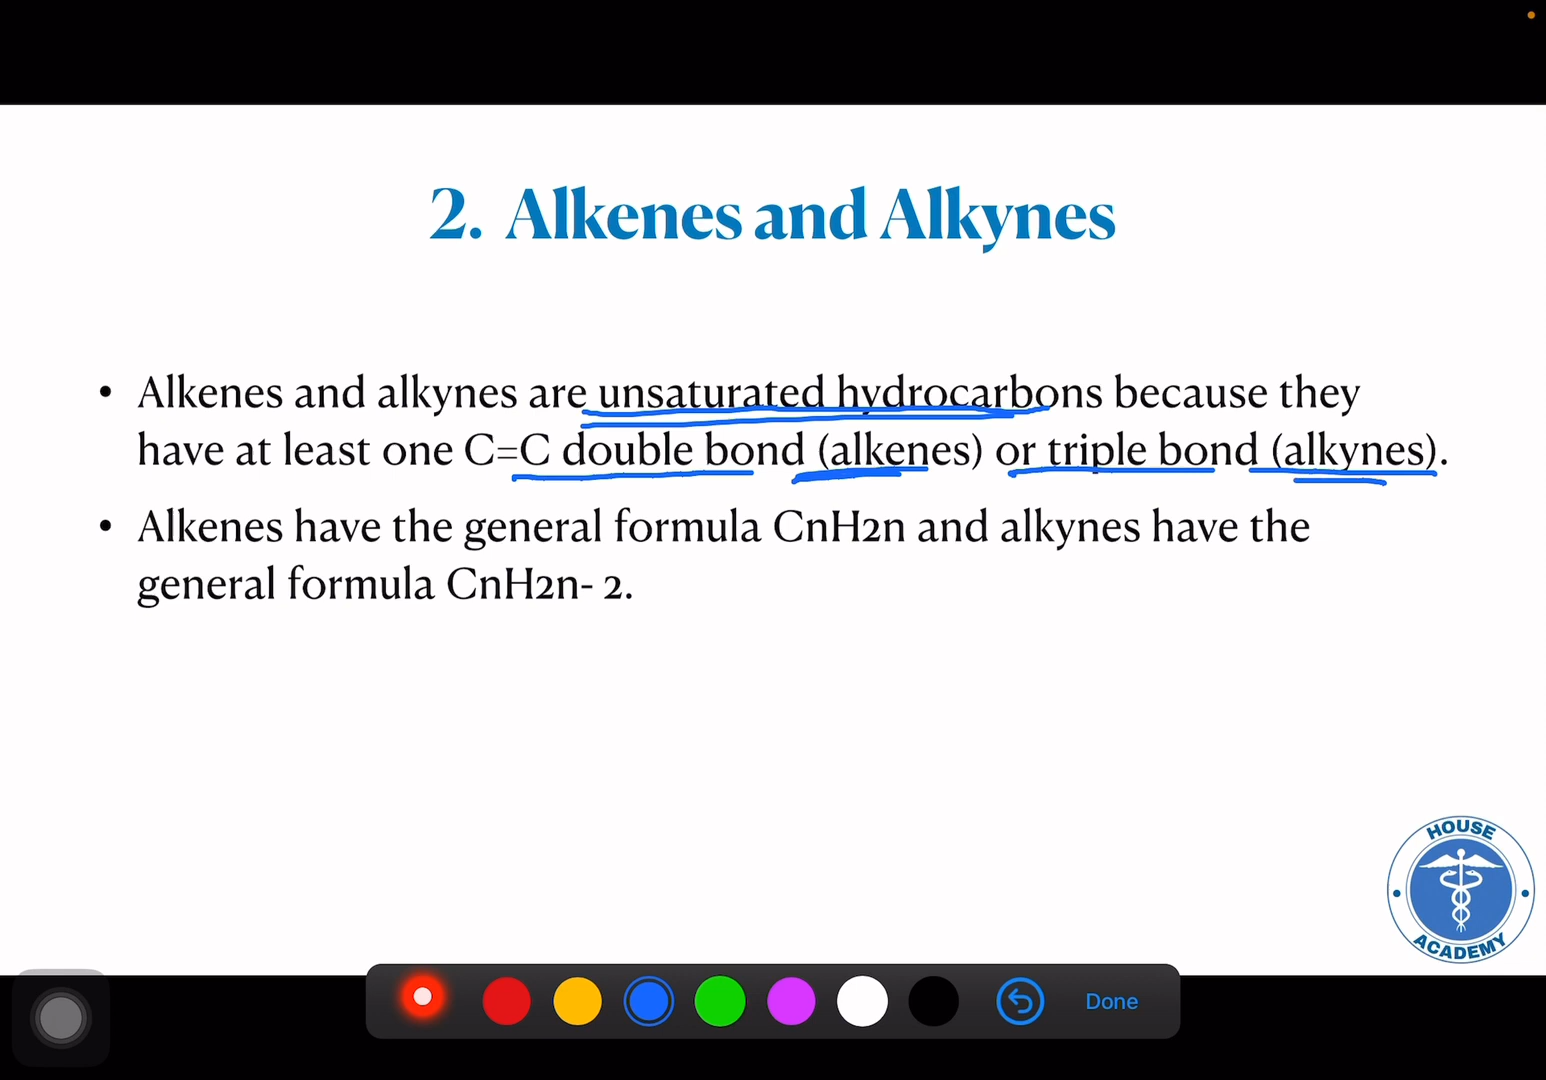 2. Alkenes and Alkynes
• Alkenes and alkynes are unsaturated hydrocarbons because they
have at least one C=C double bond (alkenes) or triple bond (alkynes).
• Alkenes have the general formula CnH2n and alkynes have the
general formula CnH2n- 2.
HOUSE
ACADEMY
Done